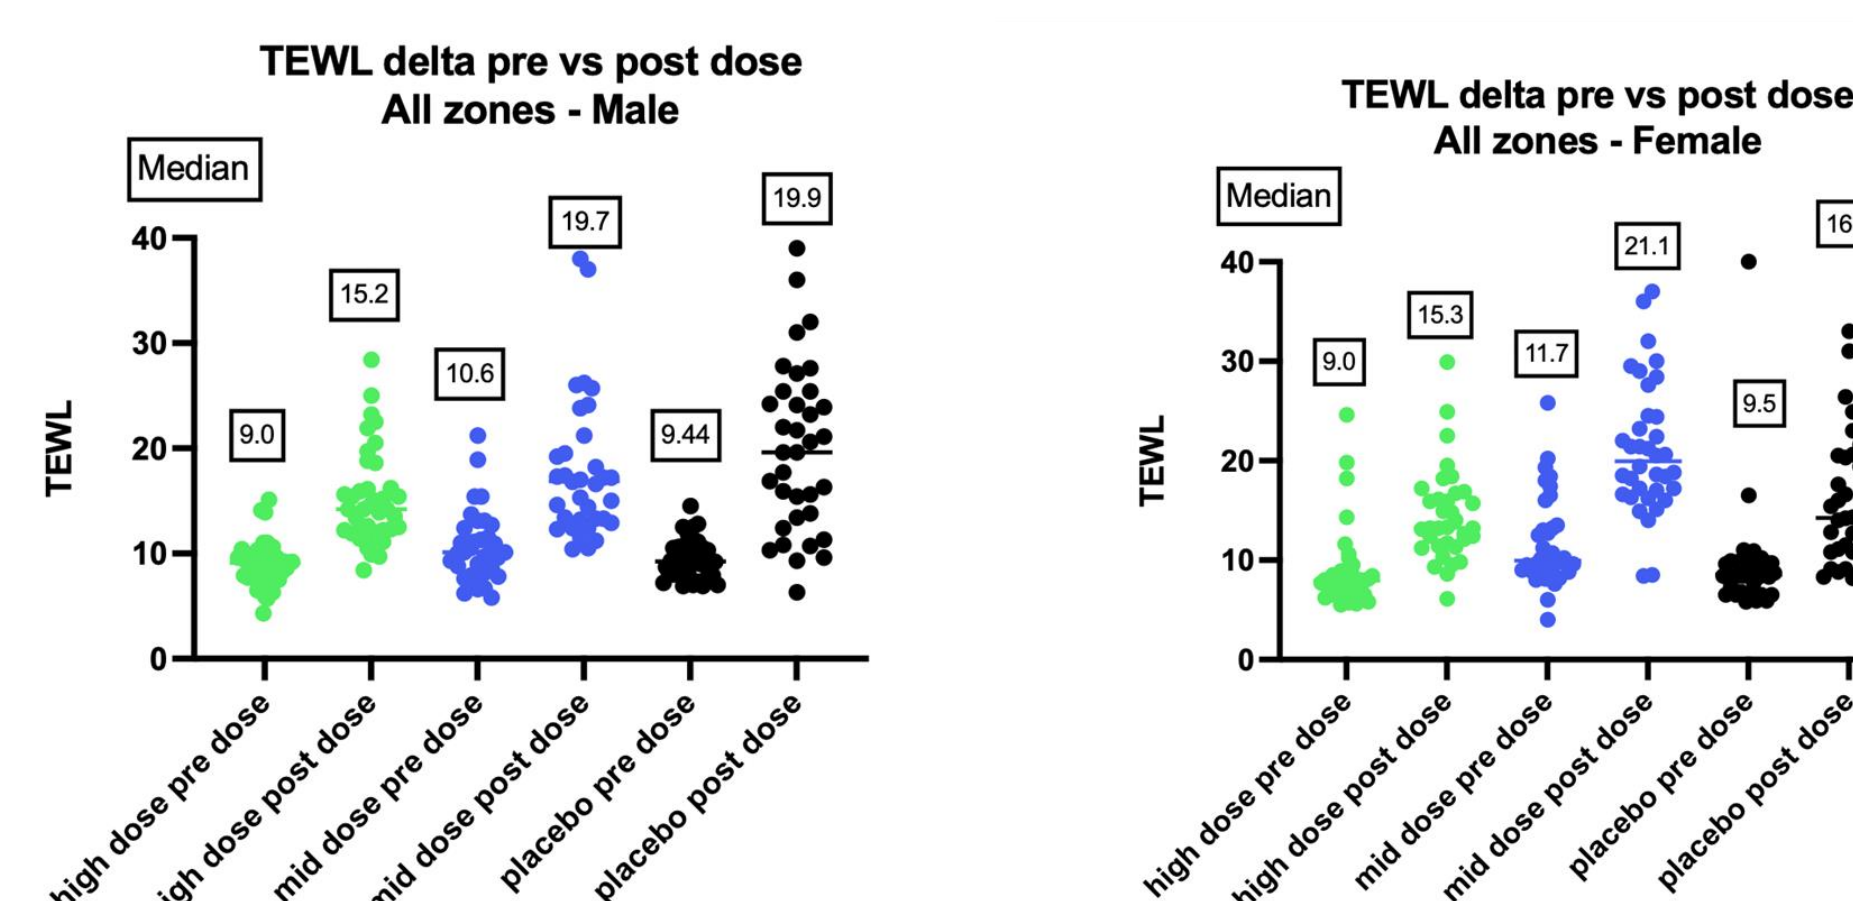 TEWL delta pre vs post dose
All zones - Male
Median
19.9
19.7
15.2
10.6
9.0
9.44
40
30
20
10
0
TEWL
high dose pre dose
igh dose post dose
mid dose pre dose
mid dose post dose
placebo pre dose
placebo post dose
TEWL delta pre vs post dose
All zones - Female
Median
16
21.1
15.3
11.7
9.0
9.5
40
30
20
10
0
TEWL
high dose pre dose
high dose post dose
mid dose pre dose
mid dose post dose
placebo pre dose
placebo post dose